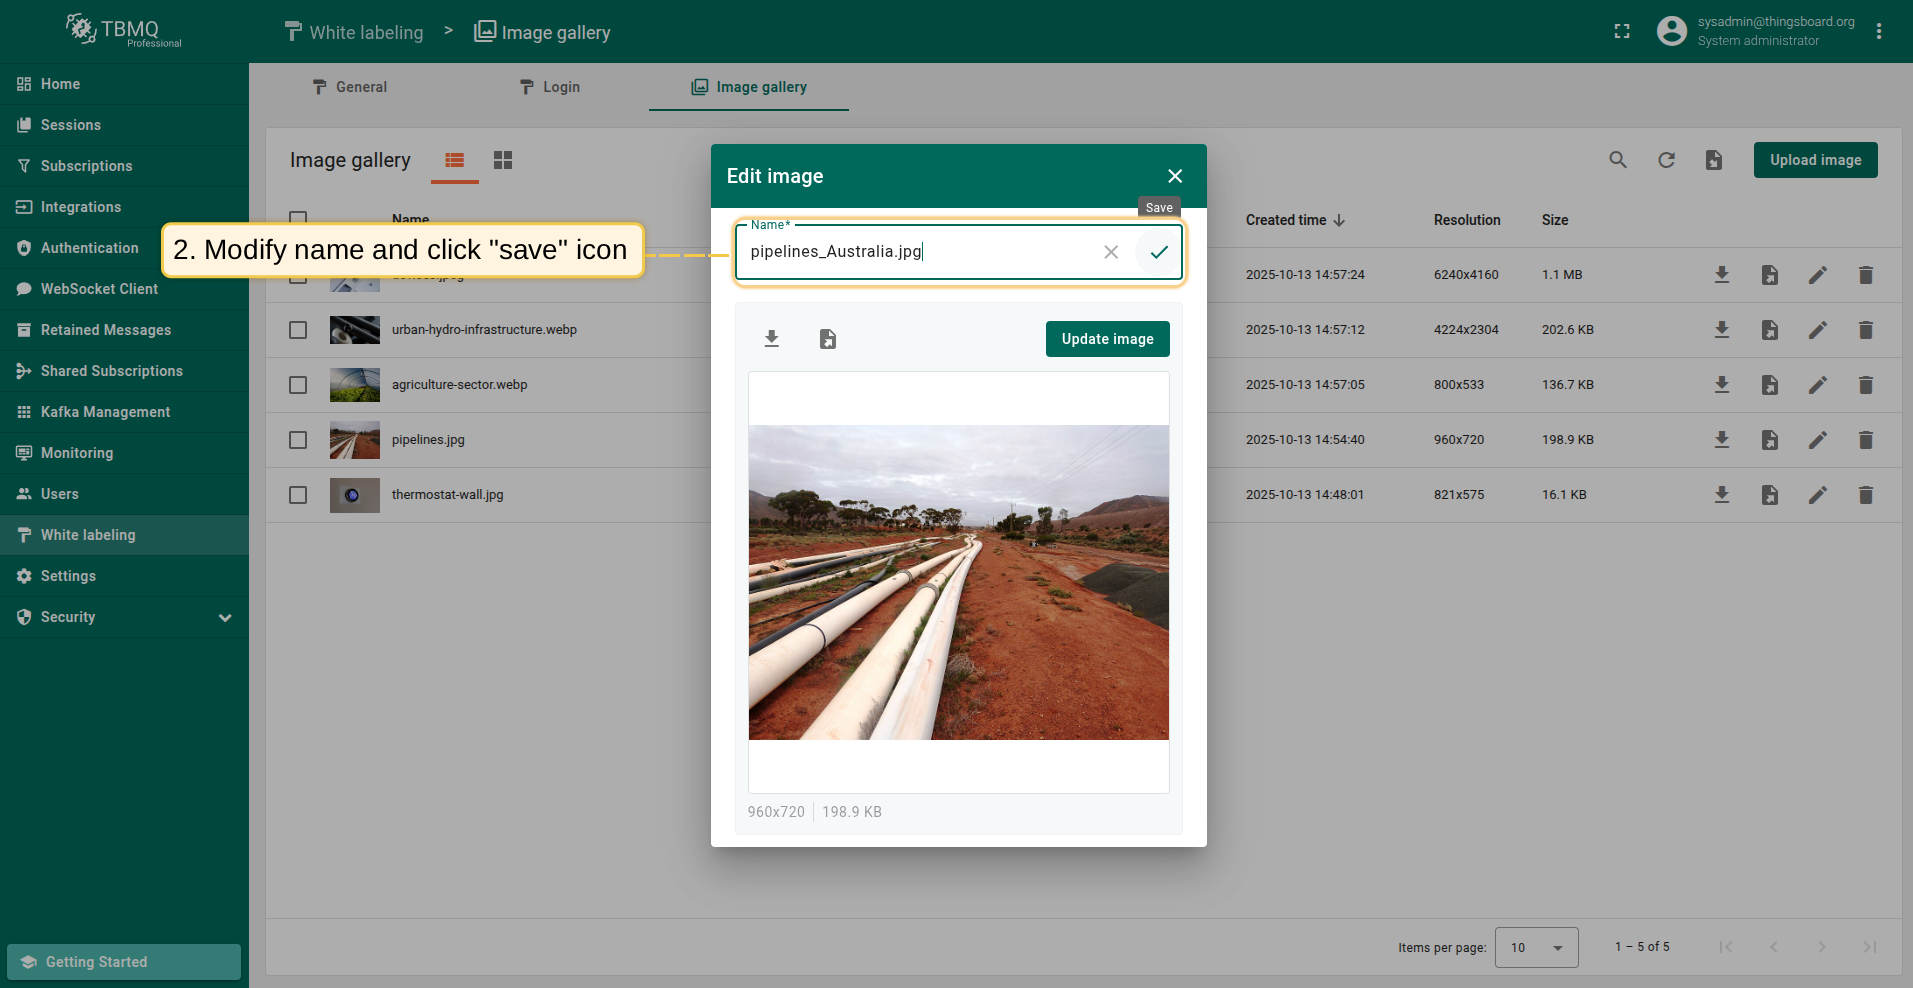 TBMQ
Professional
White labeling > Image gallery
sysadmin@thingsboard.org
System administrator
Home
Sessions
Subscriptions
Integrations
Authentication
WebSocket Client
Retained Messages
Shared Subscriptions
Kafka Management
Monitoring
Users
White labeling
Settings
Security
Getting Started
General
Login
Image gallery
Image gallery
Upload image
Name
Created time
Resolution
Size
2025-10-13 14:57:24
6240x4160
1.1 MB
urban-hydro-infrastructure.webp
2025-10-13 14:57:12
4224x2304
202.6 KB
agriculture-sector.webp
2025-10-13 14:57:05
800x533
136.7 KB
pipelines.jpg
2025-10-13 14:54:40
960x720
198.9 KB
thermostat-wall.jpg
2025-10-13 14:48:01
821x575
16.1 KB
2. Modify name and click "save" icon
Edit image
Save
Name*
pipelines_Australia.jpg
Update image
960x720
198.9 KB
Items per page:
10
1 – 5 of 5